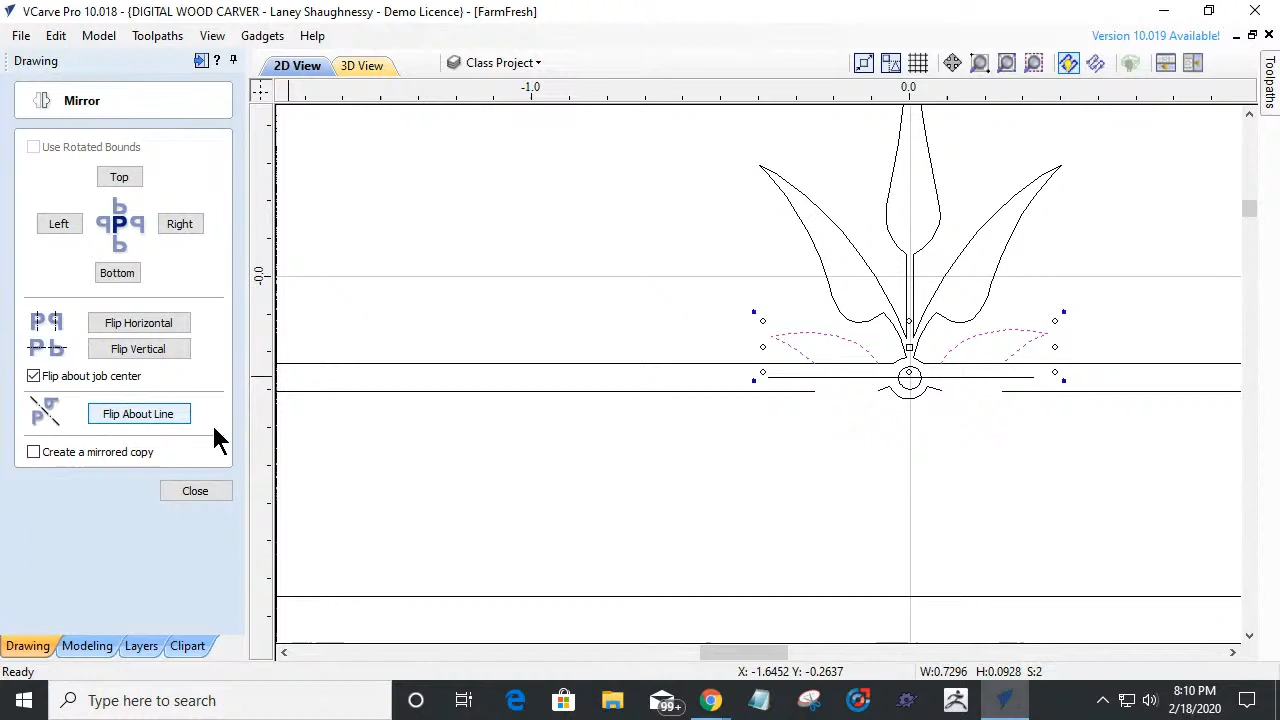 VCarve Pro 10.018 - {DIGITAL WOOD CARVER - Laney Shaughnessy - Demo Licence} - [FarmFresh]
File Edit Model Toolpaths View Gadgets Help Version 10.019 Available!
Drawing ? 2D View 3D View Class Project
Mirror
-1.0 0.0
Toolpaths
Use Rotated Bounds
Top
Left Right
Bottom
-0.0
Flip Horizontal
Flip Vertical
Flip about job center
Flip About Line
Create a mirrored copy
Close
Drawing Modeling Layers Clipart
Ready X: -1.6452 Y: -0.2637 W:0.7296 H:0.0928 S:2
Type here to search 99+ 8:10 PM
2/18/2020